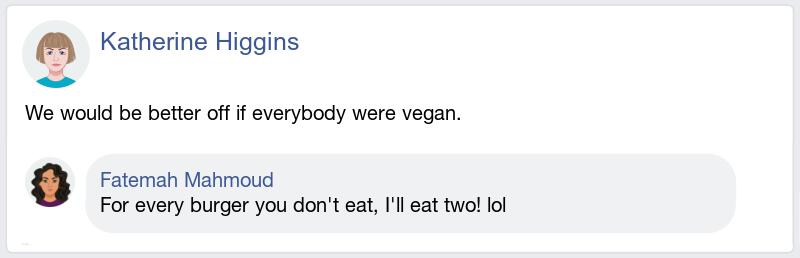 Katherine Higgins
We would be better off if everybody were vegan.
Fatemah Mahmoud
For every burger you don't eat, I'll eat two! lol